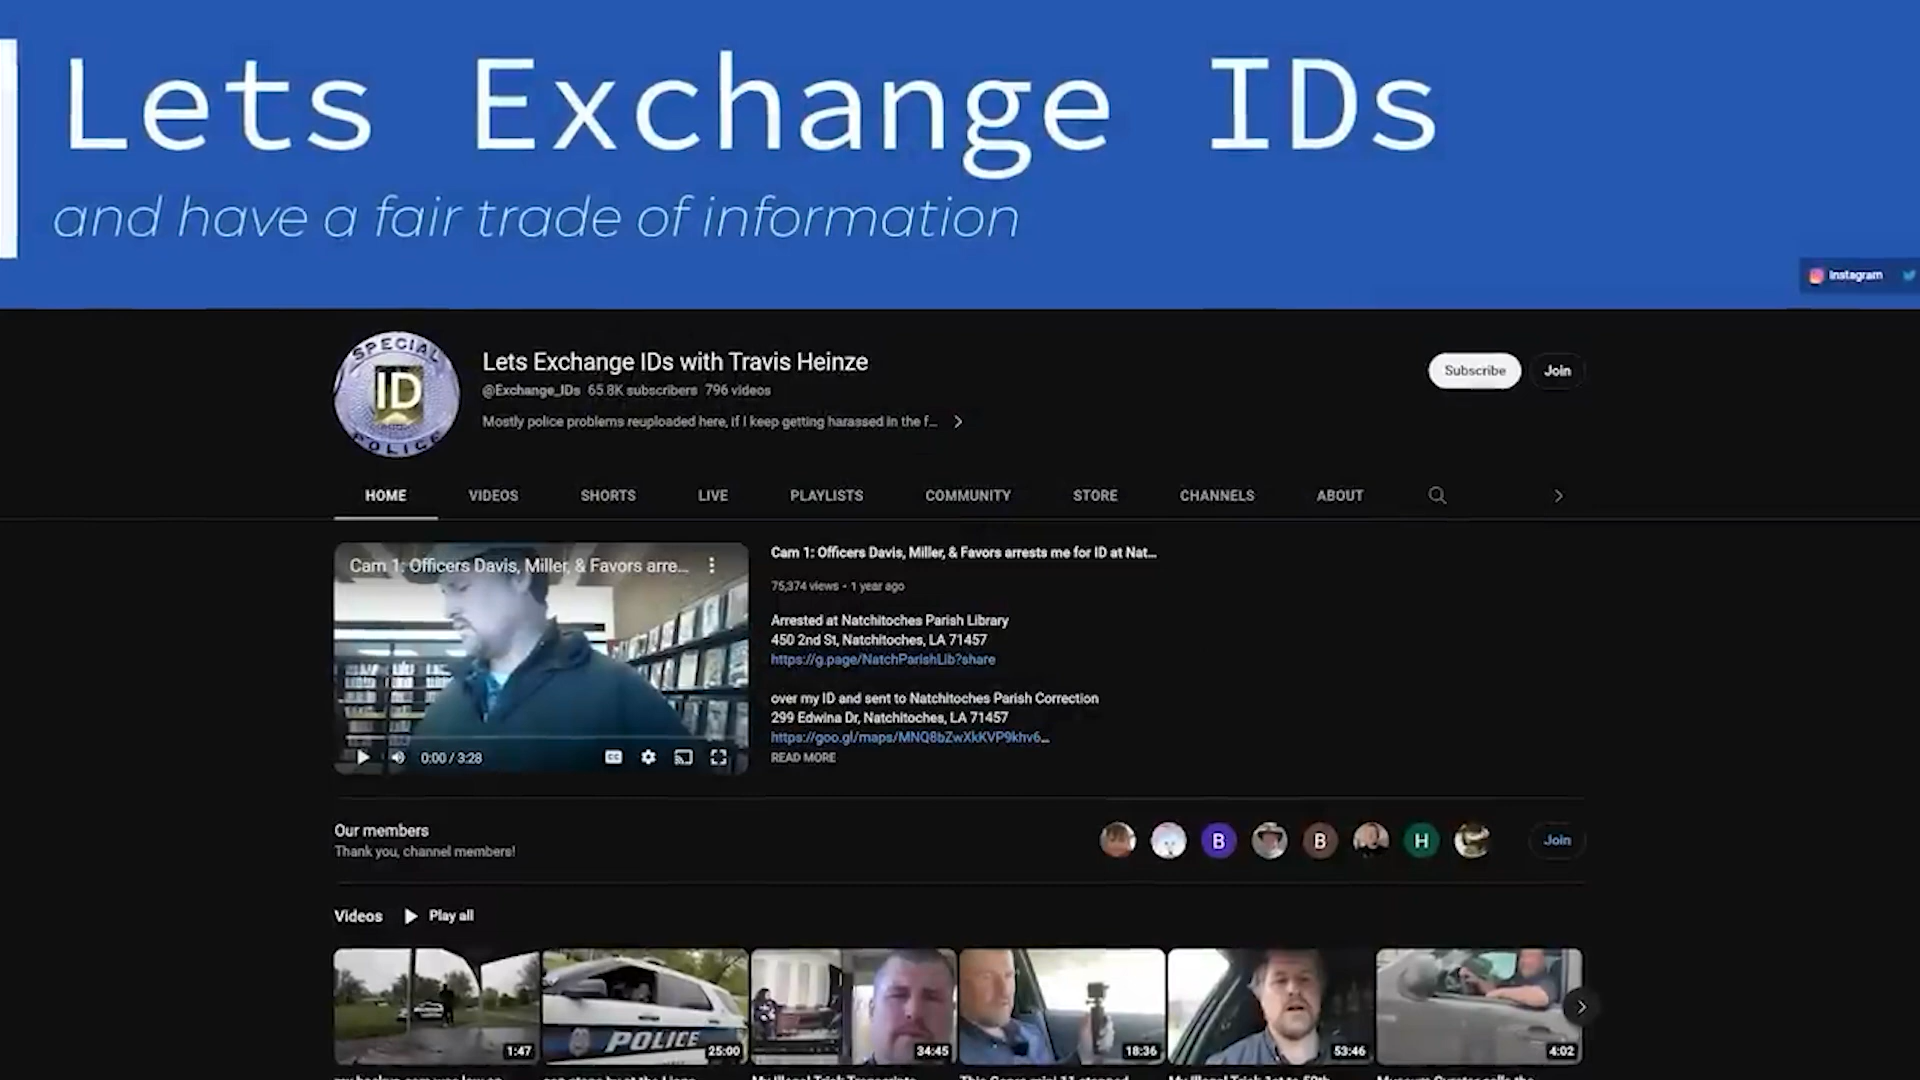 Lets Exchange IDs
and have a fair trade of information
Instagram
SPECIAL
ID
POLICE
Lets Exchange IDs with Travis Heinze
Subscribe
Join
@Exchange_IDs 65.8K subscribers 796 videos
Mostly police problems reuploaded here, if I keep getting harassed in the f...
HOME VIDEOS SHORTS LIVE PLAYLISTS COMMUNITY STORE CHANNELS ABOUT
Cam 1: Officers Davis, Miller, & Favors arre...
0:00 / 3:28
Cam 1: Officers Davis, Miller, & Favors arrests me for ID at Nat...
75,374 views • 1 year ago
Arrested at Natchitoches Parish Library
450 2nd St, Natchitoches, LA 71457
https://g.page/NatchParishLib?share
over my ID and sent to Natchitoches Parish Correction
299 Edwina Dr, Natchitoches, LA 71457
https://goo.gl/maps/MNQ8bZwXkKVP9khv6...
READ MORE
Our members
Thank you, channel members!
B
B
H
Join
Videos
Play all
1:47
POLICE
25:00
34:45
18:36
53:46
4:02